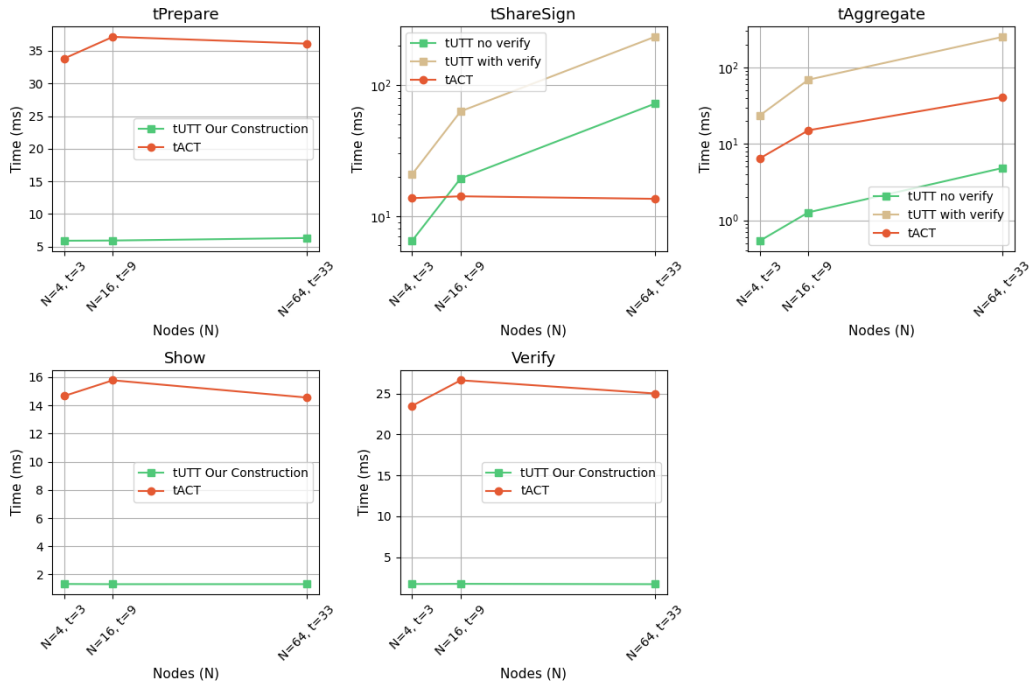 tPrepare
Time (ms)
35
30
25
20
15
10
5
tUTT Our Construction
tACT
N=4, t=3
N=16, t=9
N=64, t=33
Nodes (N)
tShareSign
Time (ms)
10²
10¹
tUTT no verify
tUTT with verify
tACT
N=4, t=3
N=16, t=9
N=64, t=33
Nodes (N)
tAggregate
Time (ms)
10²
10¹
10⁰
tUTT no verify
tUTT with verify
tACT
N=4, t=3
N=16, t=9
N=64, t=33
Nodes (N)
Show
Time (ms)
16
14
12
10
8
6
4
2
tUTT Our Construction
tACT
N=4, t=3
N=16, t=9
N=64, t=33
Nodes (N)
Verify
Time (ms)
25
20
15
10
5
tUTT Our Construction
tACT
N=4, t=3
N=16, t=9
N=64, t=33
Nodes (N)